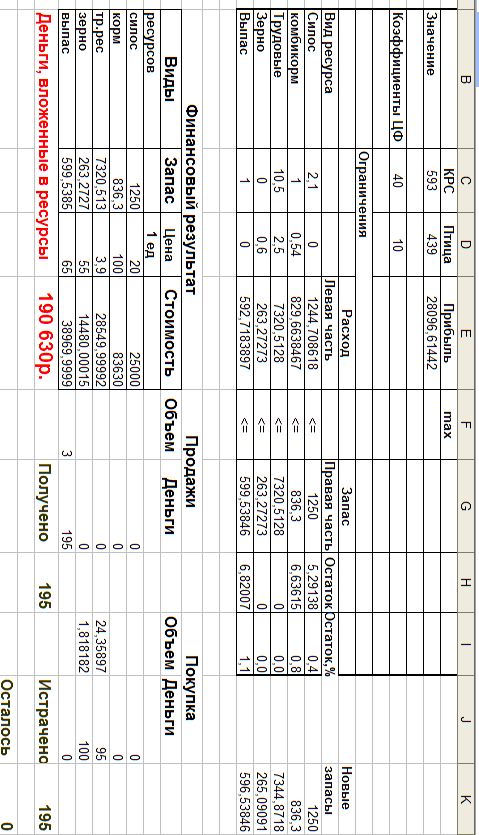 B C D E F G H I J K
КРС Птица Прибыль max
Значение 593 439 28096,61442
Коэффициенты ЦФ 40 10
Ограничения
Расход Запас Новые
Вид ресурса Левая часть Правая часть Остаток Остаток,% запасы
Силос 2,1 0 1244,708618 <= 1250 5,29138 0,4 1250
комбикорм 1 0,54 829,6638467 <= 836,3 6,63615 0,8 836,3
Трудовые 10,5 2,5 7320,5128 <= 7320,5128 0 0,0 7344,8718
Зерно 0 0,6 263,27273 <= 263,27273 0 0,0 265,09091
Выпас 1 0 592,7183897 <= 599,53846 6,82007 1,1 596,53846
Финансовый результат Продажи Покупка
Виды Запас Цена Стоимость Объем Деньги Объем Деньги
ресурсов 1 ед
силос 1250 20 25000 0 0
корм 836,3 100 83630 0 0
тр.рес 7320,513 3,9 28549,99992 0 24,35897 95
зерно 263,2727 55 14480,00015 0 1,818182 100
выпас 599,5385 65 38969,9999 3 195 0
Деньги, вложенные в ресурсы 190 630р. Получено 195 Истрачено 195
Осталось 0